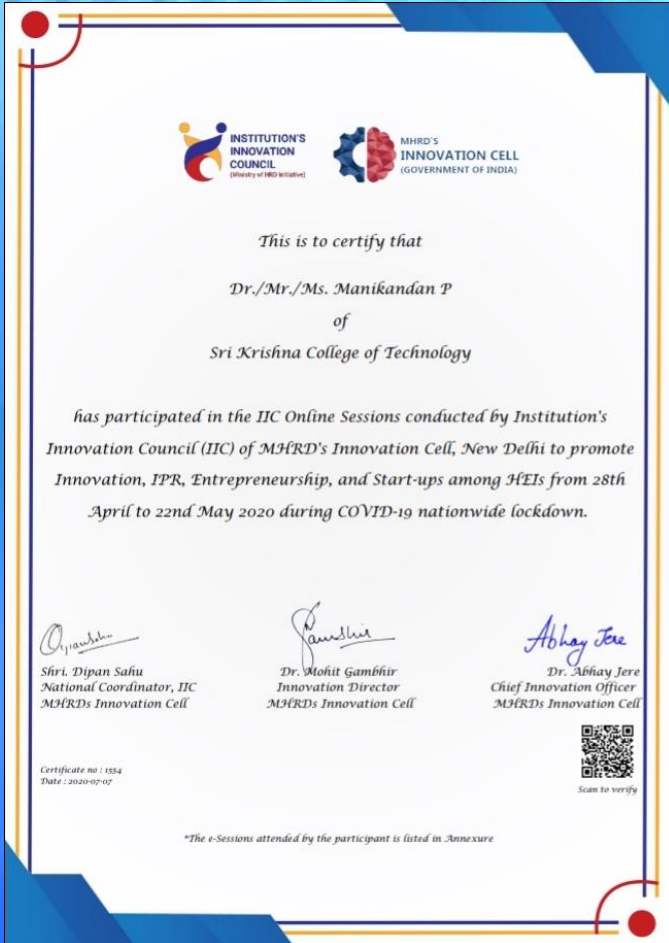 INSTITUTION'S
INNOVATION
COUNCIL
(Ministry of HRD Initiative)
MHRD'S
INNOVATION CELL
(GOVERNMENT OF INDIA)
This is to certify that
Dr./Mr./Ms. Manikandan P
of
Sri Krishna College of Technology
has participated in the IIC Online Sessions conducted by Institution's
Innovation Council (IIC) of MHRD's Innovation Cell, New Delhi to promote
Innovation, IPR, Entrepreneurship, and Start-ups among HEIs from 28th
April to 22nd May 2020 during COVID-19 nationwide lockdown.
Abhay Jere
Shri. Dipan Sahu
National Coordinator, IIC
MHRDs Innovation Cell
Dr. Mohit Gambhir
Innovation Director
MHRDs Innovation Cell
Dr. Abhay Jere
Chief Innovation Officer
MHRDs Innovation Cell
Certificate no : 1554
Date : 2020-07-07
Scan to verify
*The e-Sessions attended by the participant is listed in Annexure